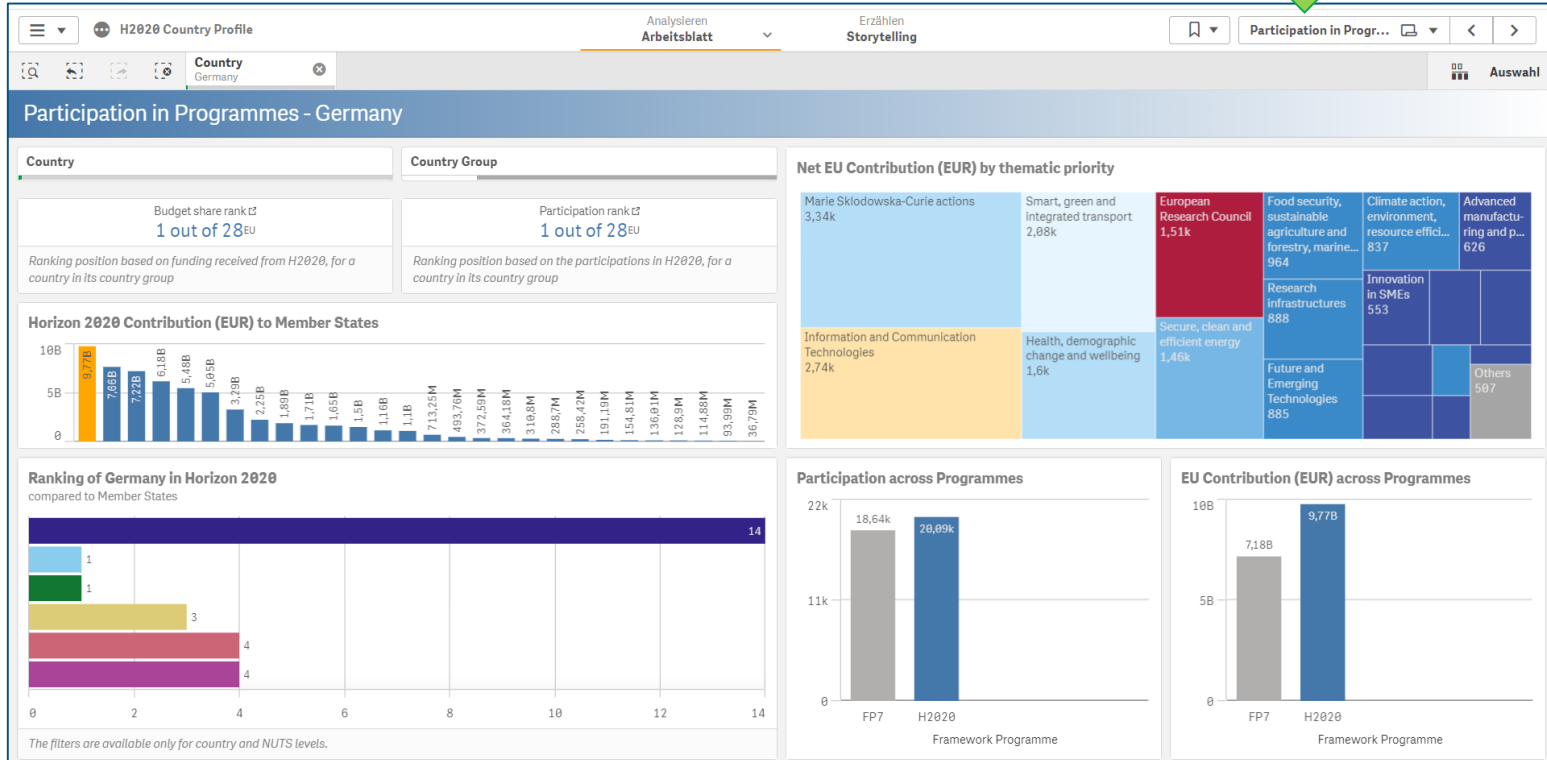 H2020 Country Profile
Analysieren
Arbeitsblatt
Erzählen
Storytelling
Participation in Progr...
Country
Germany
Auswahl
Participation in Programmes - Germany
Country
Country Group
Budget share rank
1 out of 28EU
Ranking position based on funding received from H2020, for a
country in its country group
Participation rank
1 out of 28EU
Ranking position based on the participations in H2020, for a
country in its country group
Horizon 2020 Contribution (EUR) to Member States
10B
5B
0
9,77B
7,66B
7,22B
6,18B
5,48B
5,05B
3,29B
2,25B
1,89B
1,71B
1,65B
1,5B
1,16B
1,1B
713,25M
493,76M
372,59M
364,18M
310,8M
288,7M
258,42M
191,19M
154,81M
136,01M
128,9M
114,88M
93,99M
36,79M
Net EU Contribution (EUR) by thematic priority
Marie Sklodowska-Curie actions
3,34k
Information and Communication
Technologies
2,74k
Smart, green and
integrated transport
2,08k
Health, demographic
change and wellbeing
1,6k
European
Research Council
1,51k
Secure, clean and
efficient energy
1,46k
Food security,
sustainable
agriculture and
forestry, marine...
964
Research
infrastructures
888
Future and
Emerging
Technologies
885
Climate action,
environment,
resource effici...
837
Advanced
manufactu-
ring and p...
626
Innovation
in SMEs
553
Others
507
Ranking of Germany in Horizon 2020
compared to Member States
14
1
1
3
4
4
0 2 4 6 8 10 12 14
The filters are available only for country and NUTS levels.
Participation across Programmes
22k
11k
0
18,64k
20,09k
FP7 H2020
Framework Programme
EU Contribution (EUR) across Programmes
10B
5B
0
7,18B
9,77B
FP7 H2020
Framework Programme